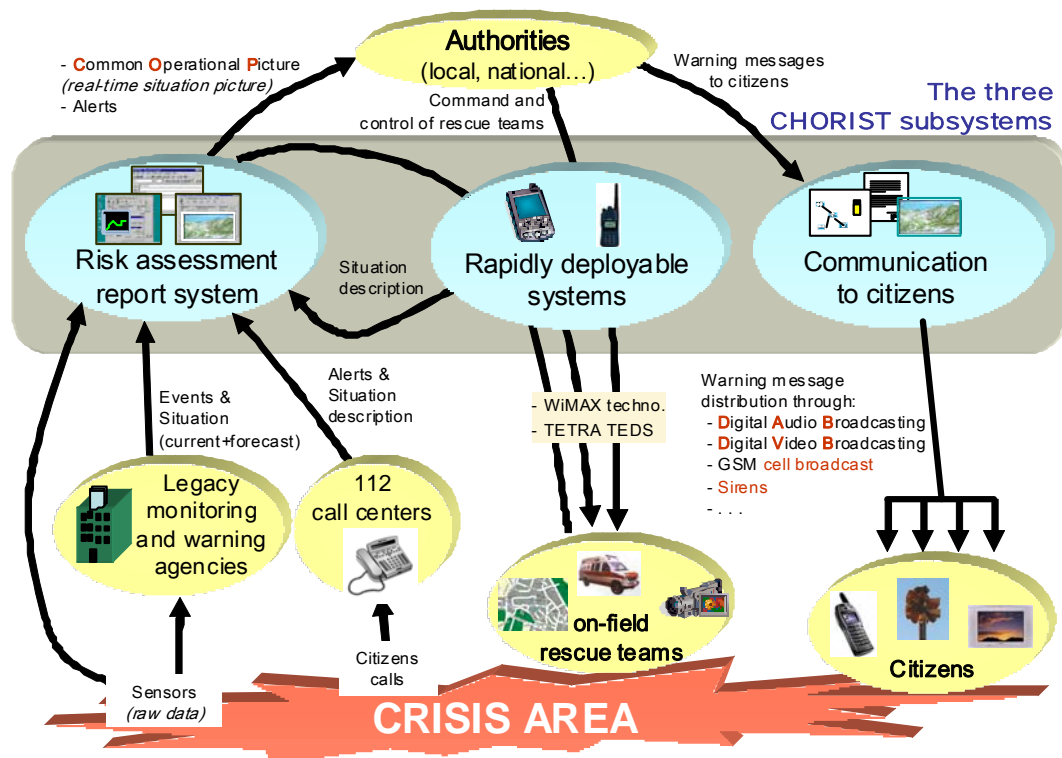 Authorities
(local, national…)
- Common Operational Picture
(real-time situation picture)
- Alerts
Command and
control of rescue teams
Warning messages
to citizens
The three
CHORIST subsystems
Risk assessment
report system
Situation
description
Rapidly deployable
systems
Communication
to citizens
Events &
Situation
(current+forecast)
Alerts &
Situation
description
- WiMAX techno.
- TETRA TEDS
Warning message
distribution through:
- Digital Audio Broadcasting
- Digital Video Broadcasting
- GSM cell broadcast
- Sirens
- . . .
Legacy
monitoring
and warning
agencies
112
call centers
on-field
rescue teams
Citizens
Sensors
(raw data)
Citizens
calls
CRISIS AREA